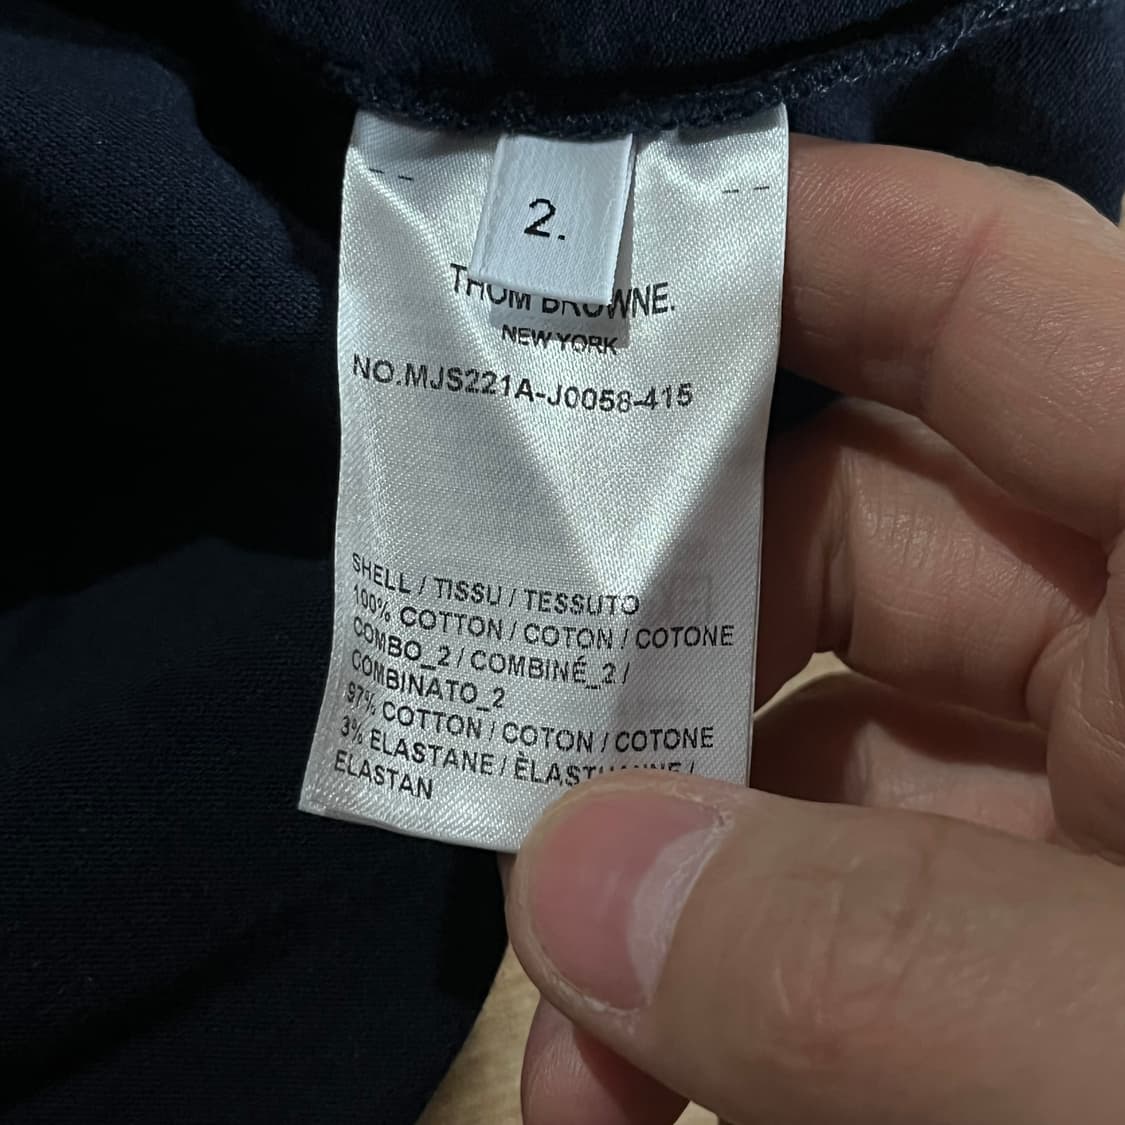 2.
THOM BROWNE.
NEW YORK
NO.MJS221A-J0058-415
SHELL / TISSU / TESSUTO
100% COTTON / COTON / COTONE
COMBO_2 / COMBINÉ_2 /
COMBINATO_2
97% COTTON / COTON / COTONE
3% ELASTANE / 
ELASTAN